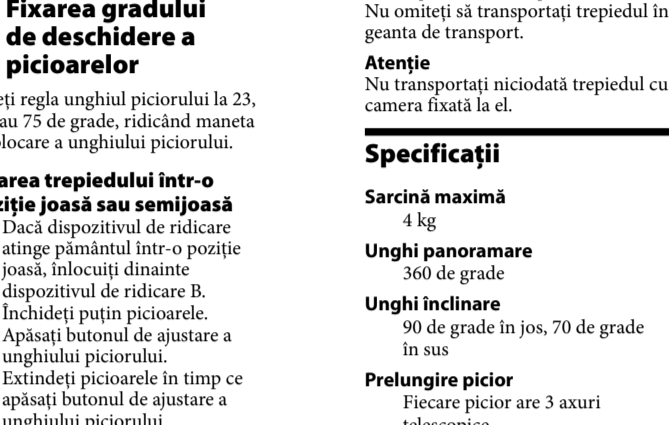 Fixarea gradului
de deschidere a
picioarelor
regla unghiul piciorului la 23,
75 de grade, ridicând maneta
a unghiului piciorului.
trepiedului într-o
joasă sau semijoasă
Dacă dispozitivul de ridicare
atinge pământul într-o poziție
joasă, înlocuiți dinainte
dispozitivul de ridicare B.
Închideți puțin picioarele.
Apăsați butonul de ajustare a
unghiului piciorului.
Extindeți picioarele în timp ce
apăsați butonul de ajustare a
unghiului piciorului
Nu omiteți să transportați trepiedul în
geanta de transport.
Atenție
Nu transportați niciodată trepiedul cu
camera fixată la el.
Specificații
Sarcină maximă
4 kg
Unghi panoramare
360 de grade
Unghi înclinare
90 de grade în jos, 70 de grade
în sus
Prelungire picior
Fiecare picior are 3 axuri
telescopice